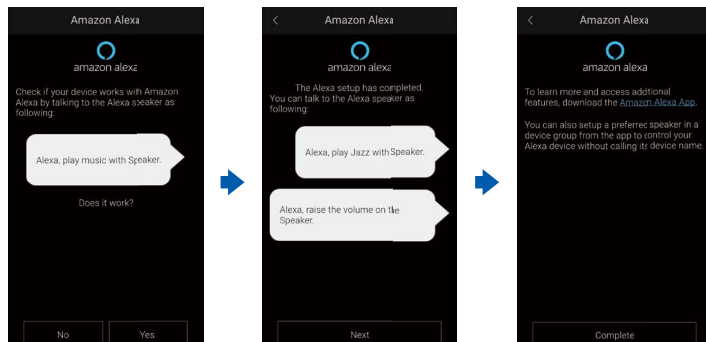 Amazon Alexa
amazon alexa
Check if your device works with Amazon
Alexa by talking to the Alexa speaker as
following:
Alexa, play music with Speaker.
Does it work?
No
Yes
Amazon Alexa
amazon alexa
The Alexa setup has completed.
You can talk to the Alexa speaker as
following:
Alexa, play Jazz with Speaker.
Alexa, raise the volume on the
Speaker.
Next
Amazon Alexa
amazon alexa
To learn more and access additional
features, download the Amazon Alexa App.
You can also setup a preferred speaker in a
device group from the app to control your
Alexa device without calling its device name.
Complete